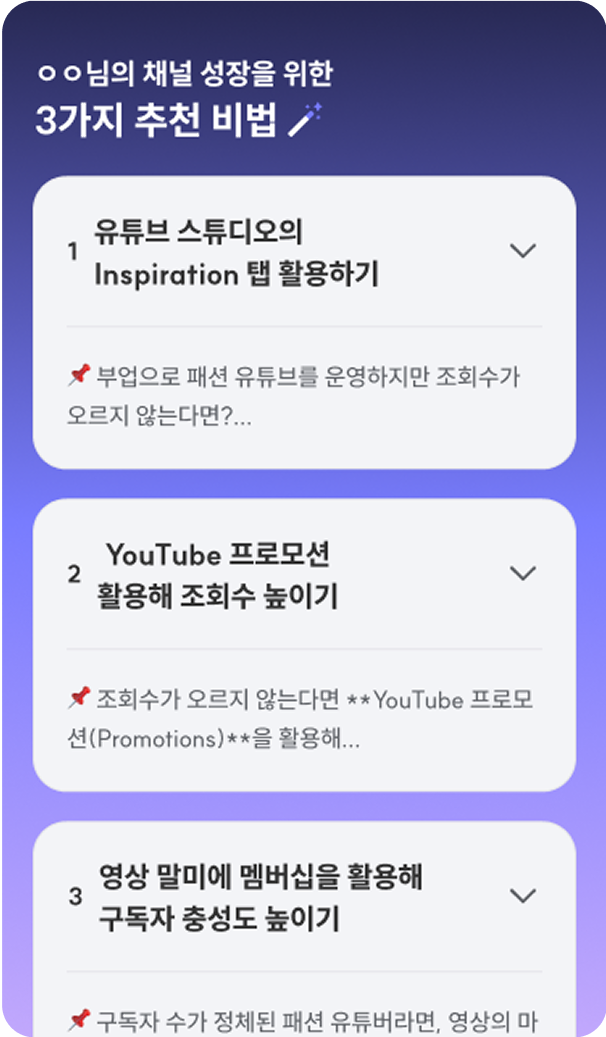 ㅇㅇ님의 채널 성장을 위한
3가지 추천 비법
1
유튜브 스튜디오의
Inspiration 탭 활용하기
부업으로 패션 유튜브를 운영하지만 조회수가
오르지 않는다면?...
2
YouTube 프로모션
활용해 조회수 높이기
조회수가 오르지 않는다면 **YouTube 프로모
션(Promotions)**을 활용해...
3
영상 말미에 멤버십을 활용해
구독자 충성도 높이기
구독자 수가 정체된 패션 유튜버라면, 영상의 마